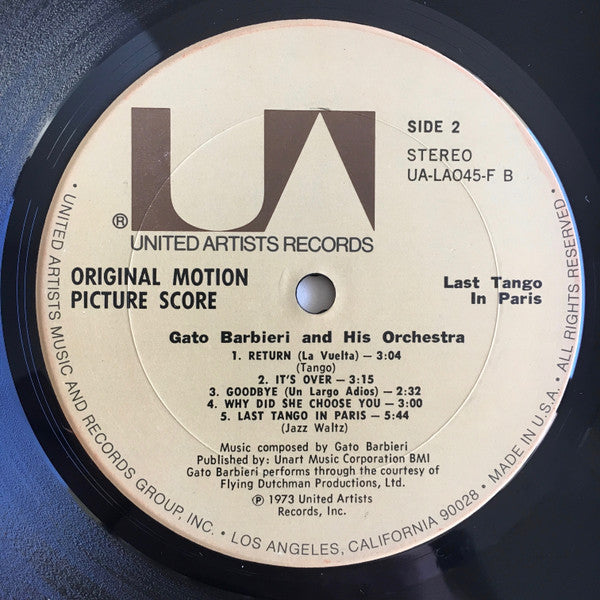 UA
SIDE 2
STEREO
UA-LA045-F B
®
UNITED ARTISTS RECORDS
ORIGINAL MOTION
PICTURE SCORE
Last Tango
In Paris
Gato Barbieri and His Orchestra
1. RETURN (La Vuelta) — 3:04
(Tango)
2. IT'S OVER — 3:15
3. GOODBYE (Un Largo Adios) — 2:32
4. WHY DID SHE CHOOSE YOU — 3:00
5. LAST TANGO IN PARIS — 5:44
(Jazz Waltz)
Music composed by Gato Barbieri
Published by: Unart Music Corporation BMI
Gato Barbieri performs through the courtesy of
Flying Dutchman Productions, Ltd.
℗ 1973 United Artists
Records, Inc.
• UNITED ARTISTS MUSIC AND RECORDS GROUP, INC. • LOS ANGELES, CALIFORNIA 90028 • MADE IN U.S.A. • ALL RIGHTS RESERVED.